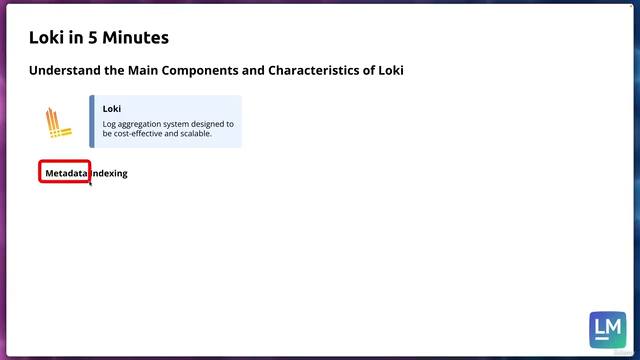 Loki in 5 Minutes
Understand the Main Components and Characteristics of Loki
Loki
Log aggregation system designed to
be cost-effective and scalable.
Metadata Indexing
LM